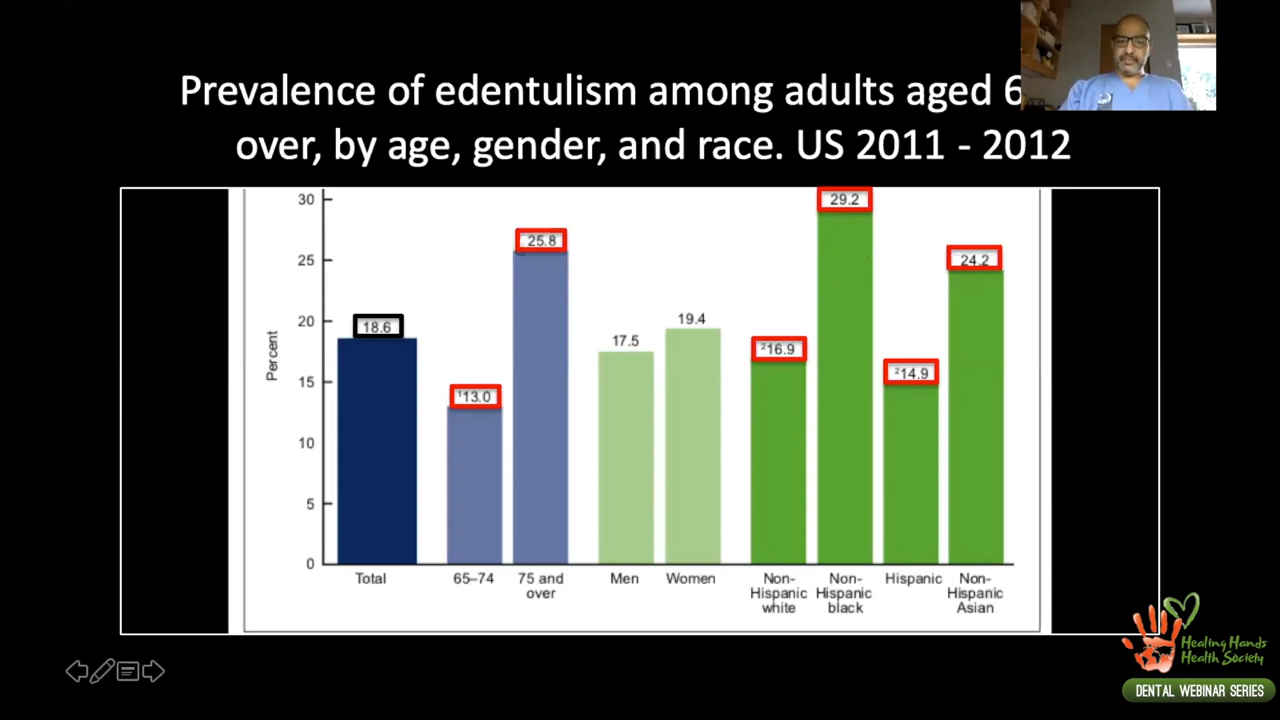 Prevalence of edentulism among adults aged 6
over, by age, gender, and race. US 2011 - 2012
30
25
20
15
10
5
0
Percent
18.6
¹13.0
25.8
17.5
19.4
²16.9
29.2
²14.9
24.2
Total
65–74
75 and
over
Men
Women
Non-
Hispanic
white
Non-
Hispanic
black
Hispanic
Non-
Hispanic
Asian
Healing Hands
Health Society
DENTAL WEBINAR SERIES